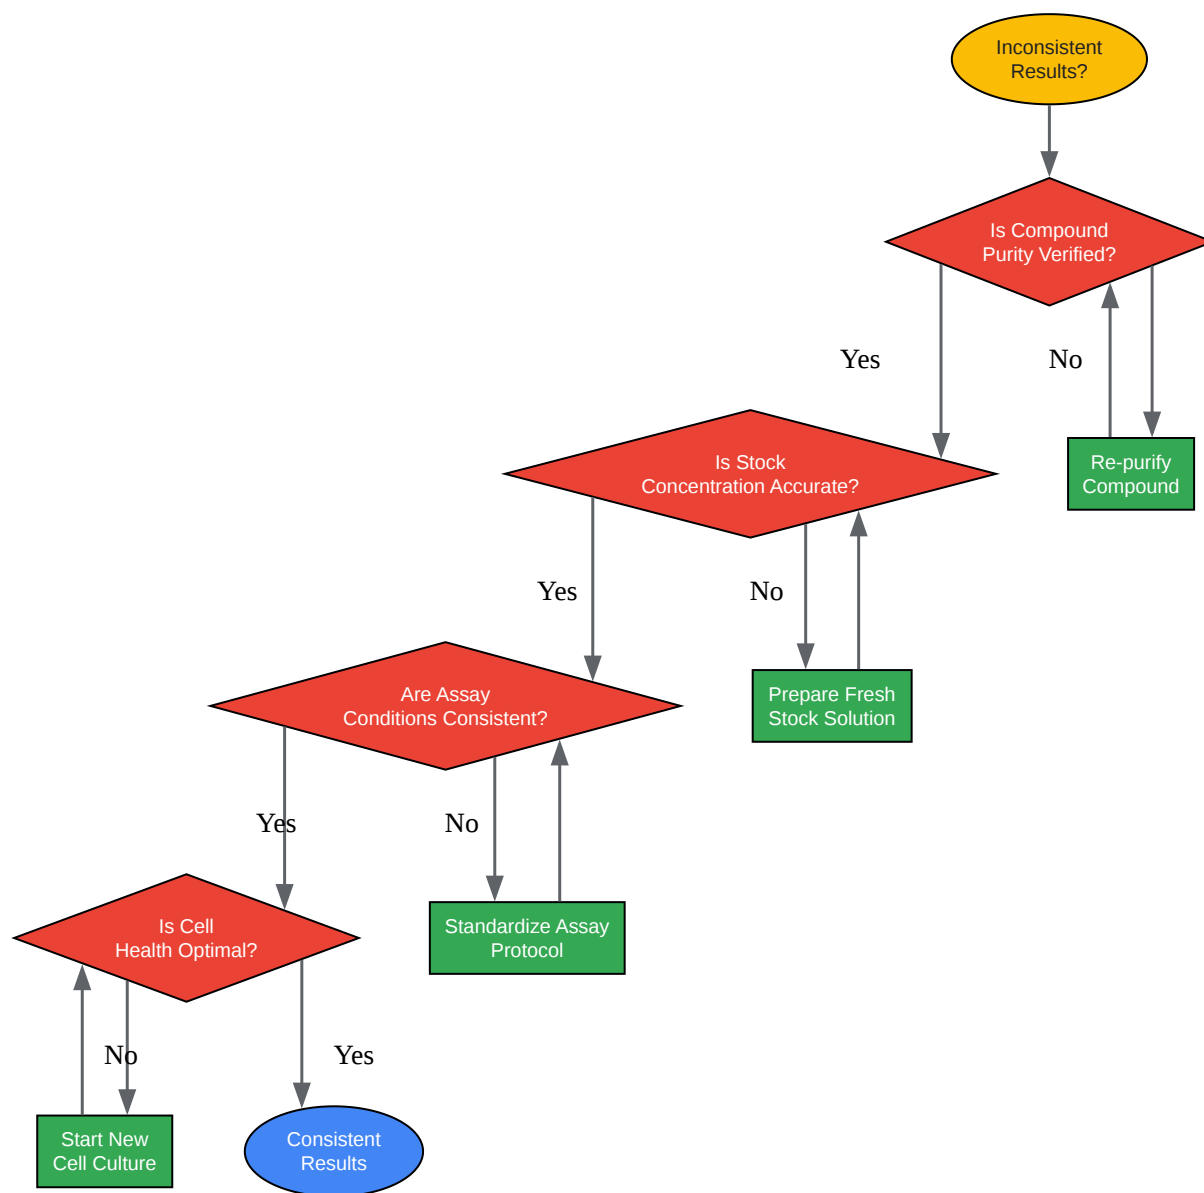 Inconsistent
Results?
Is Compound
Purity Verified?
Yes
No
Is Stock
Concentration Accurate?
Re-purify
Compound
Yes
No
Are Assay
Conditions Consistent?
Prepare Fresh
Stock Solution
Yes
No
Is Cell
Health Optimal?
Standardize Assay
Protocol
No
Yes
Start New
Cell Culture
Consistent
Results